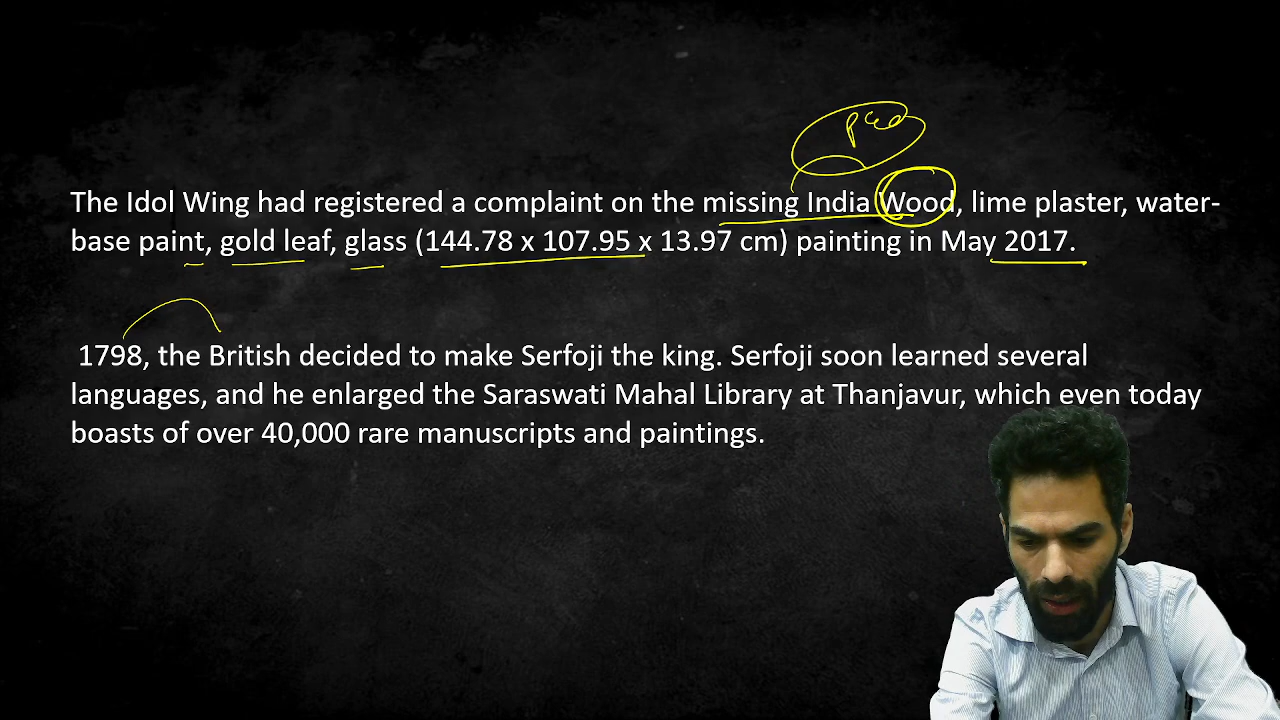 The Idol Wing had registered a complaint on the missing India Wood, lime plaster, water-
base paint, gold leaf, glass (144.78 x 107.95 x 13.97 cm) painting in May 2017.
1798, the British decided to make Serfoji the king. Serfoji soon learned several
languages, and he enlarged the Saraswati Mahal Library at Thanjavur, which even today
boasts of over 40,000 rare manuscripts and paintings.